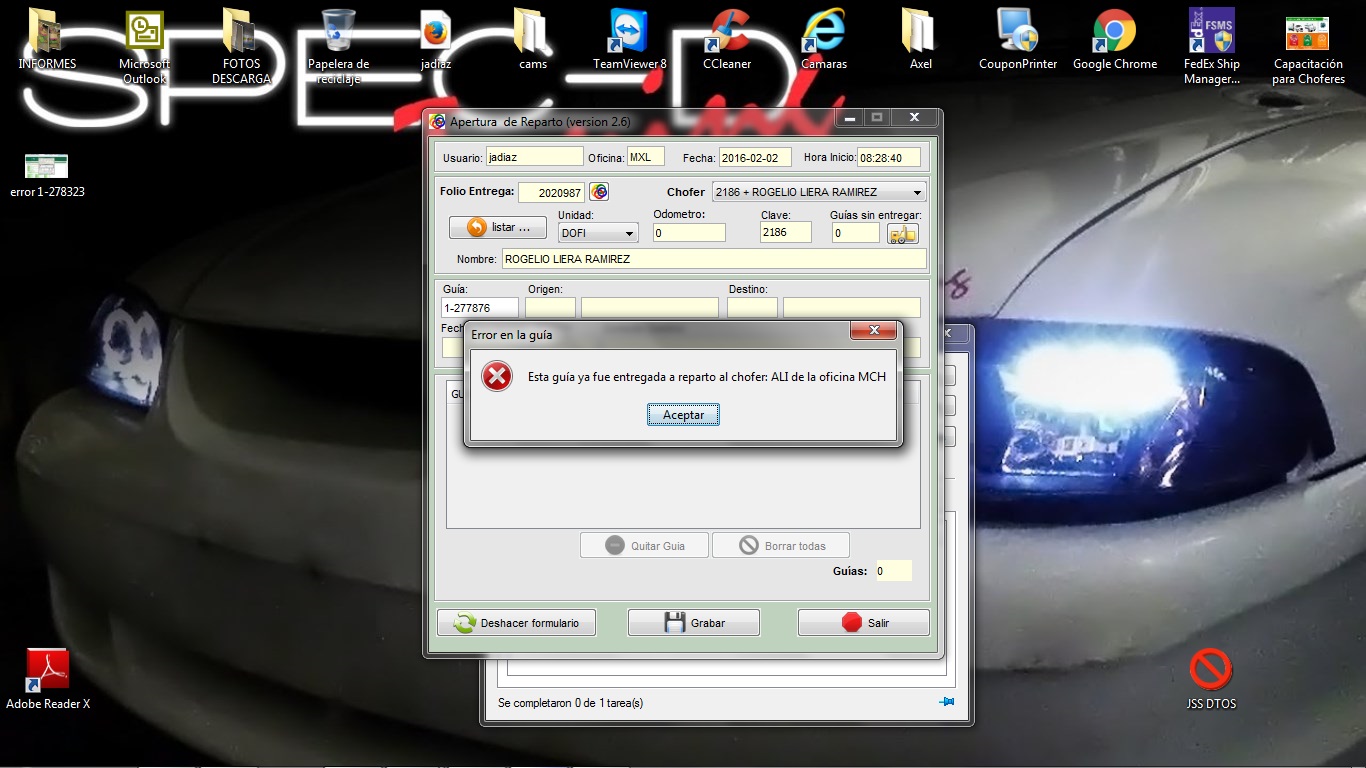 INFORMES
Microsoft
Outlook
FOTOS
DESCARGA
Papelera de
reciclaje
jadiaz
cams
TeamViewer 8
CCleaner
Camaras
Axel
CouponPrinter
Google Chrome
FSMS
FedEx Ship
Manager...
Capacitación
para Choferes
SPEC-D
error 1-278323
Apertura de Reparto (version 2.6)
Usuario: jadiaz Oficina: MXL Fecha: 2016-02-02 Hora Inicio: 08:28:40
Folio Entrega: 2020987 Chofer 2186 + ROGELIO LIERA RAMIREZ
listar ... Unidad: Odometro: Clave: Guías sin entregar:
DOFI 0 2186 0
Nombre: ROGELIO LIERA RAMIREZ
Guía: Origen: Destino:
1-277876
Fech
Error en la guía
Esta guía ya fue entregada a reparto al chofer: ALI de la oficina MCH
GU
Aceptar
Quitar Guia Borrar todas
Guías: 0
Deshacer formulario Grabar Salir
Se completaron 0 de 1 tarea(s)
Adobe Reader X
JSS DTOS